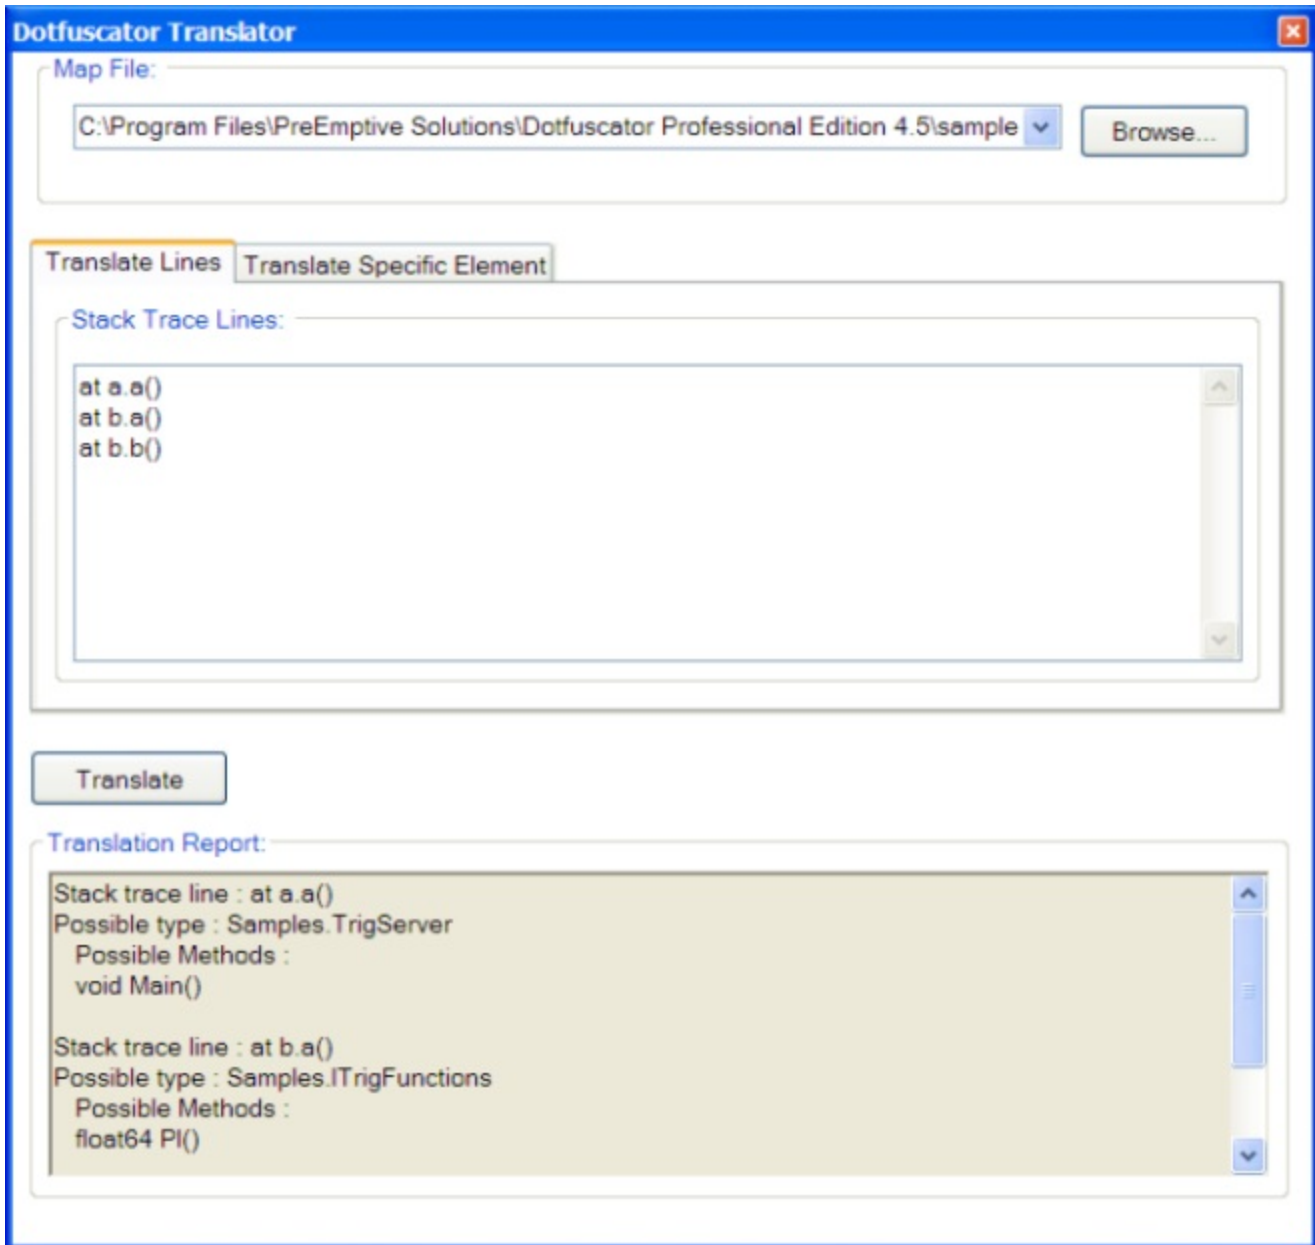 Dotfuscator Translator
Map File:
C:\Program Files\PreEmptive Solutions\Dotfuscator Professional Edition 4.5\sample
Browse...
Translate Lines
Translate Specific Element
Stack Trace Lines:
at a.a()
at b.a()
at b.b()
Translate
Translation Report:
Stack trace line : at a.a()
Possible type : Samples.TrigServer
Possible Methods :
void Main()
Stack trace line : at b.a()
Possible type : Samples.ITrigFunctions
Possible Methods :
float64 PI()